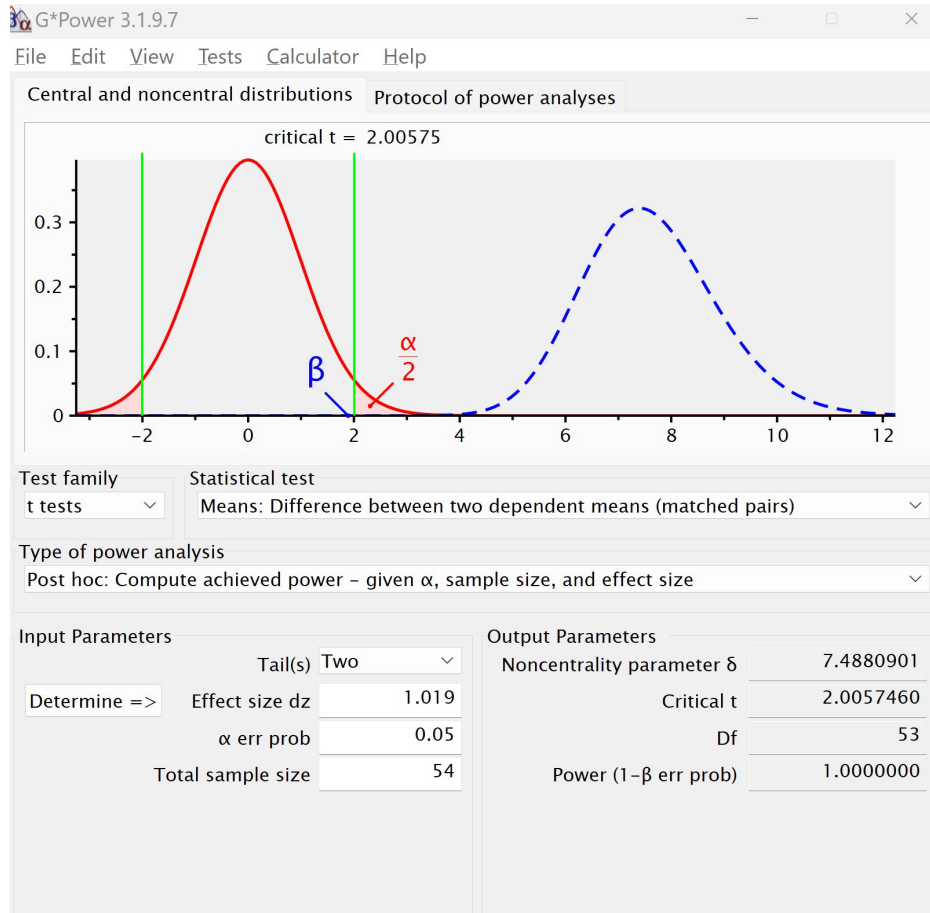 G*Power 3.1.9.7
File Edit View Tests Calculator Help
Central and noncentral distributions Protocol of power analyses
critical t = 2.00575
0.3
0.2
0.1
0
β
α
2
-2 0 2 4 6 8 10 12
Test family Statistical test
t tests Means: Difference between two dependent means (matched pairs)
Type of power analysis
Post hoc: Compute achieved power – given α, sample size, and effect size
Input Parameters Output Parameters
Tail(s) Two Noncentrality parameter δ 7.4880901
Determine => Effect size dz 1.019 Critical t 2.0057460
α err prob 0.05 Df 53
Total sample size 54 Power (1–β err prob) 1.0000000